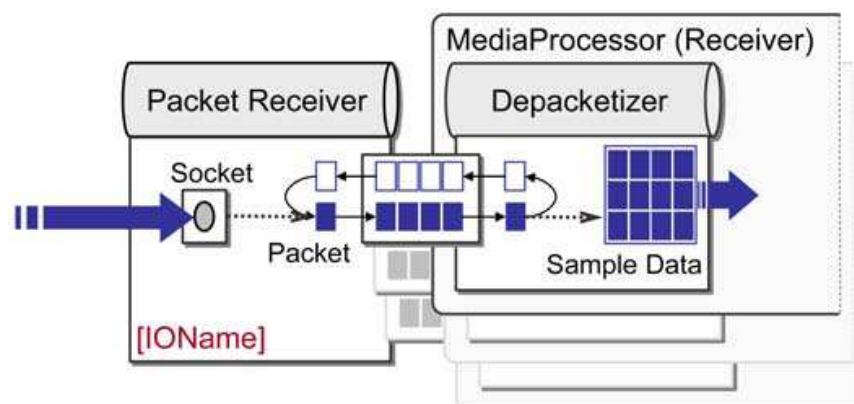 MediaProcessor (Receiver)
Packet Receiver
Depacketizer
Socket
Packet
Sample Data
[IOName]